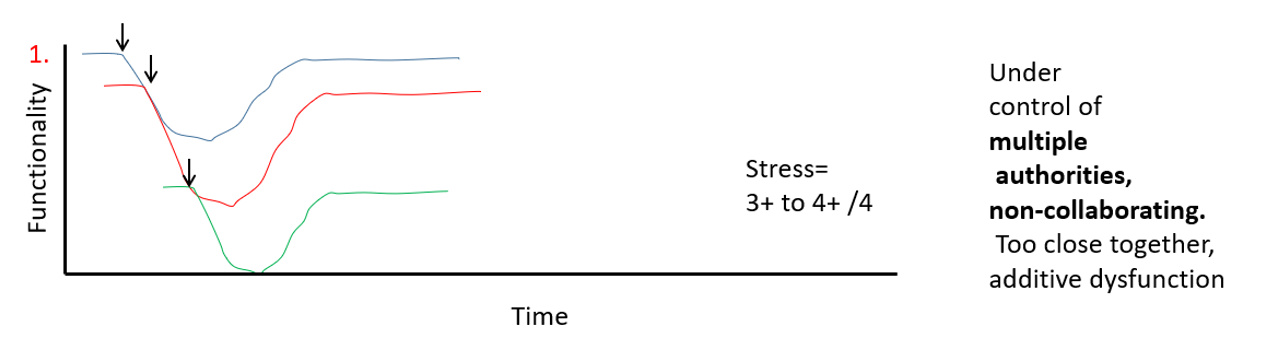 1.
Functionality
Time
Stress=
3+ to 4+ /4
Under
control of
multiple
authorities,
non-collaborating.
Too close together,
additive dysfunction